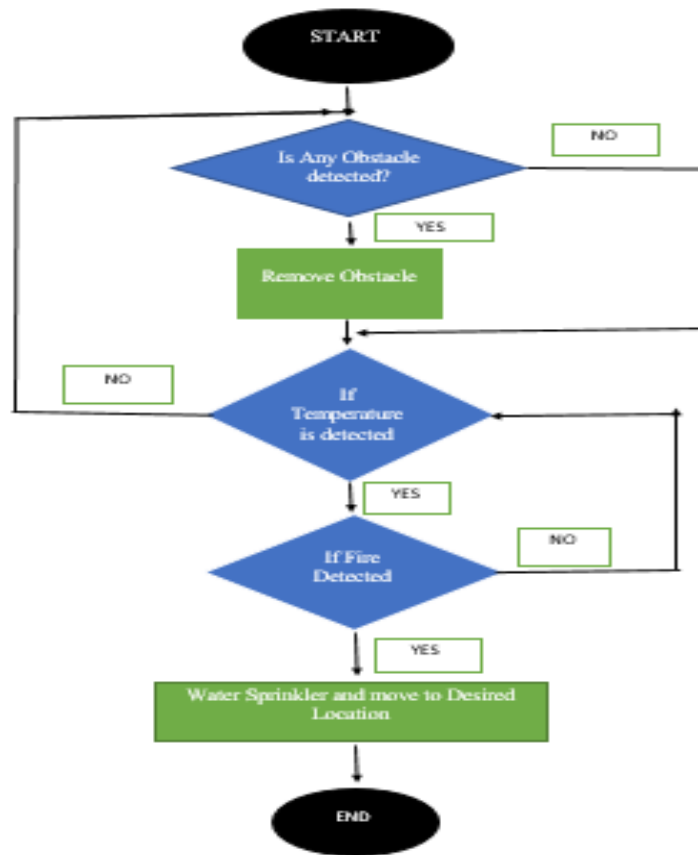 START
Is Any Obstacle
detected?
NO
YES
Remove Obstacle
NO
If
Temperature
is detected
YES
If Fire
Detected
NO
YES
Water Sprinkler and move to Desired
Location
END